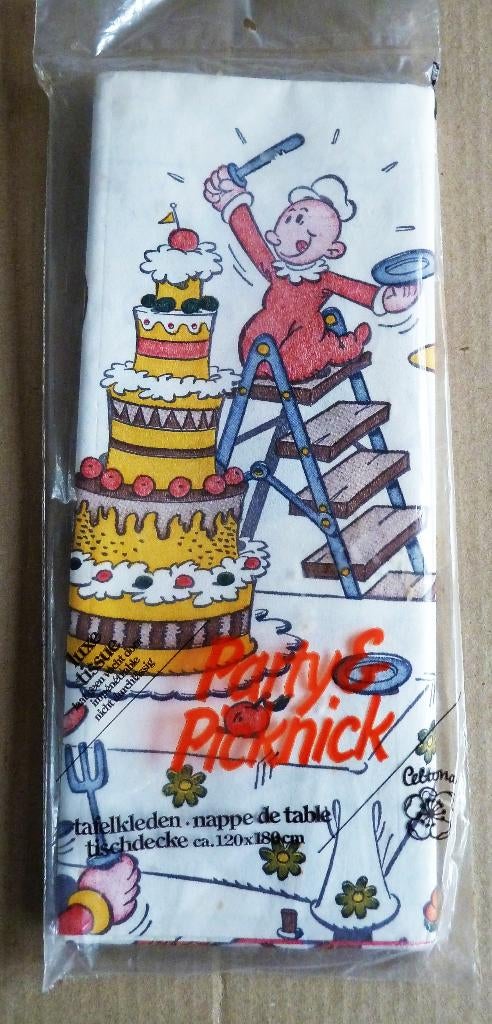 luxe
tissue
Party &
Picknick
Celtona
tafelkleden · nappe de table
tischdecke ca. 120x180cm